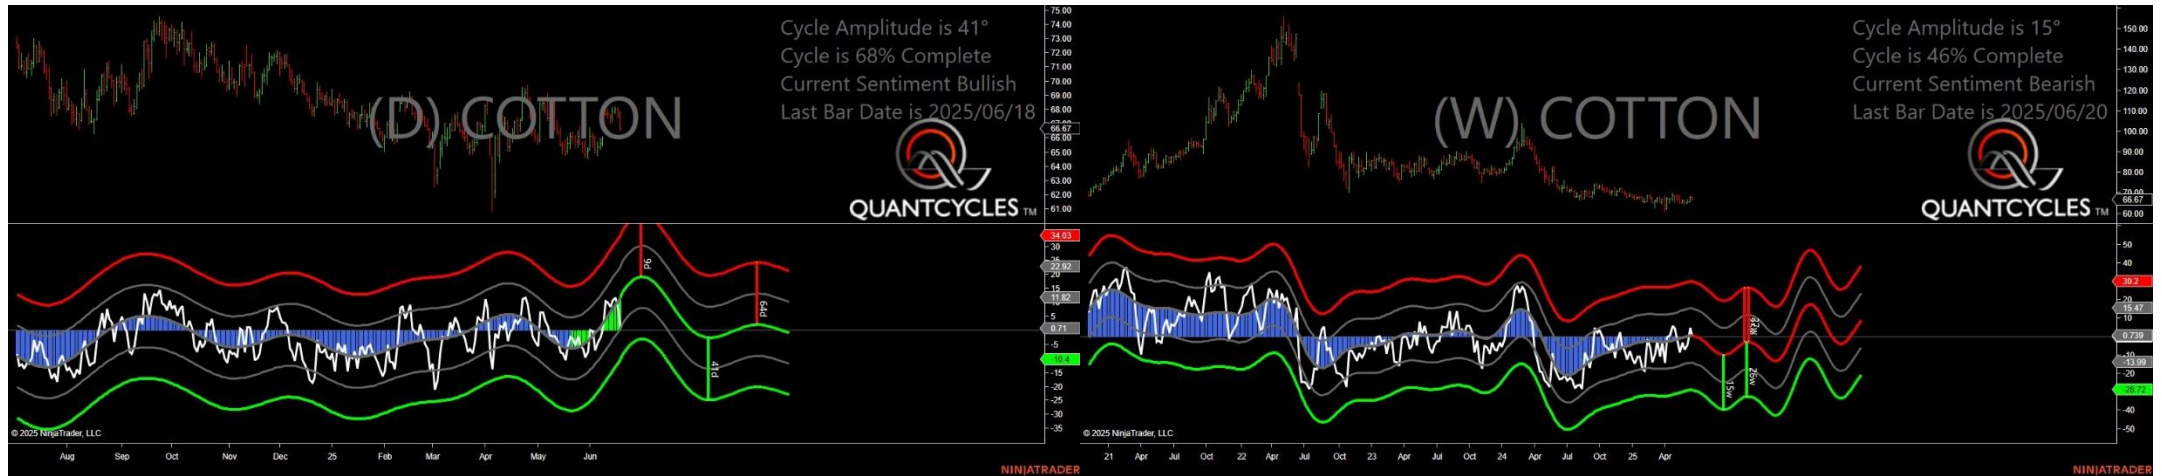 Cycle Amplitude is 41°
Cycle is 68% Complete
Current Sentiment Bullish
Last Bar Date is 2025/06/18
(D) COTTON
QUANTCYCLES TM
75.00
74.00
73.00
72.00
71.00
70.00
69.00
68.00
66.67
66.00
65.00
64.00
63.00
62.00
61.00
34.03
30
22.92
20
15
11.82
5
0.71
-5
-10.4
-15
-20
-25
-30
-35
9d
41d
64d
© 2025 NinjaTrader, LLC
Aug Sep Oct Nov Dec 25 Feb Mar Apr May Jun
NINJATRADER
Cycle Amplitude is 15°
Cycle is 46% Complete
Current Sentiment Bearish
Last Bar Date is 2025/06/20
(W) COTTON
QUANTCYCLES TM
150.00
140.00
130.00
120.00
110.00
100.00
90.00
80.00
70.00
66.67
60.00
50
40
30.2
20
15.47
10
0.739
-10
-13.99
-20
-28.72
-40
-50
15w
26w
© 2025 NinjaTrader, LLC
21 Apr Jul Oct 22 Apr Jul Oct 23 Apr Jul Oct 24 Apr Jul Oct 25 Apr
NINJATRADER